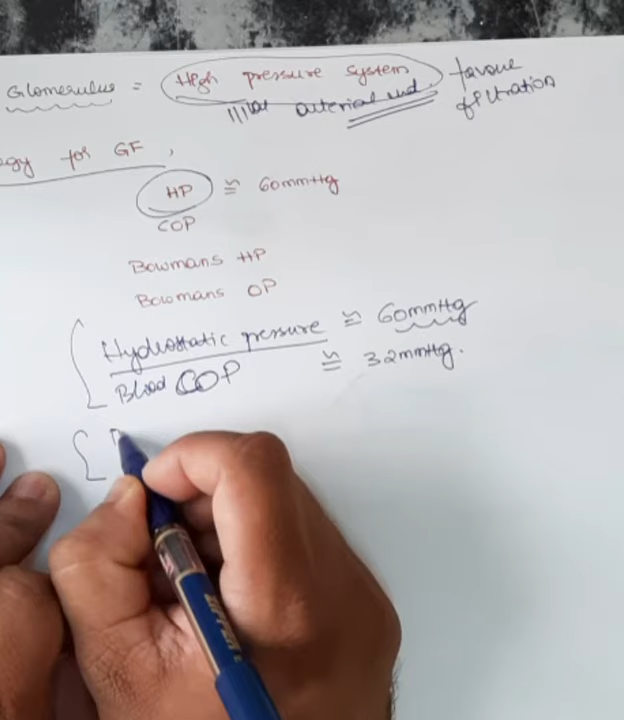 Glomerulus = High pressure system favour
arterial end filtration
for GF,
HP ≅ 60mmHg
COP
Bowmans HP
Bowmans OP
Hydrostatic pressure ≅ 60mmHg
Blood COP ≅ 32mmHg.